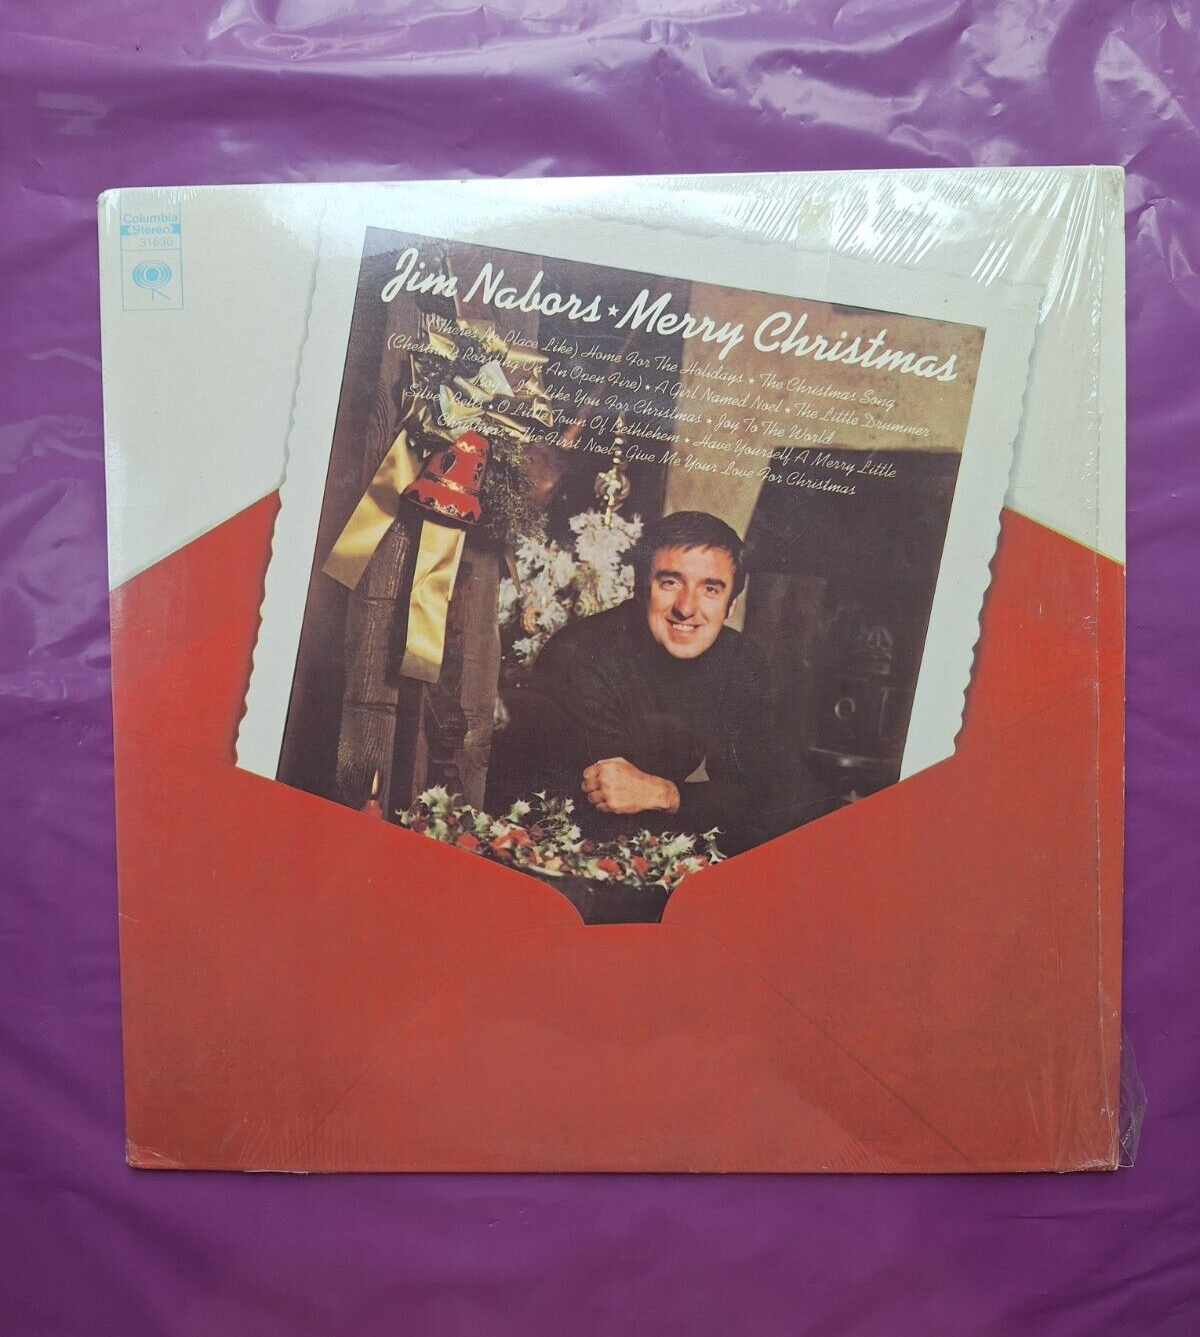 Columbia
Stereo
31630
Jim Nabors ★ Merry Christmas
(There's No Place Like) Home For The Holidays ★ The Christmas Song
(Chestnuts Roasting On An Open Fire) ★ A Girl Named Noel ★ The Little Drummer
Boy ★ I'd Like You For Christmas ★ Joy To The World
Silver Bells ★ O Little Town Of Bethlehem ★ Have Yourself A Merry Little
Christmas ★ The First Noel ★ Give Me Your Love For Christmas